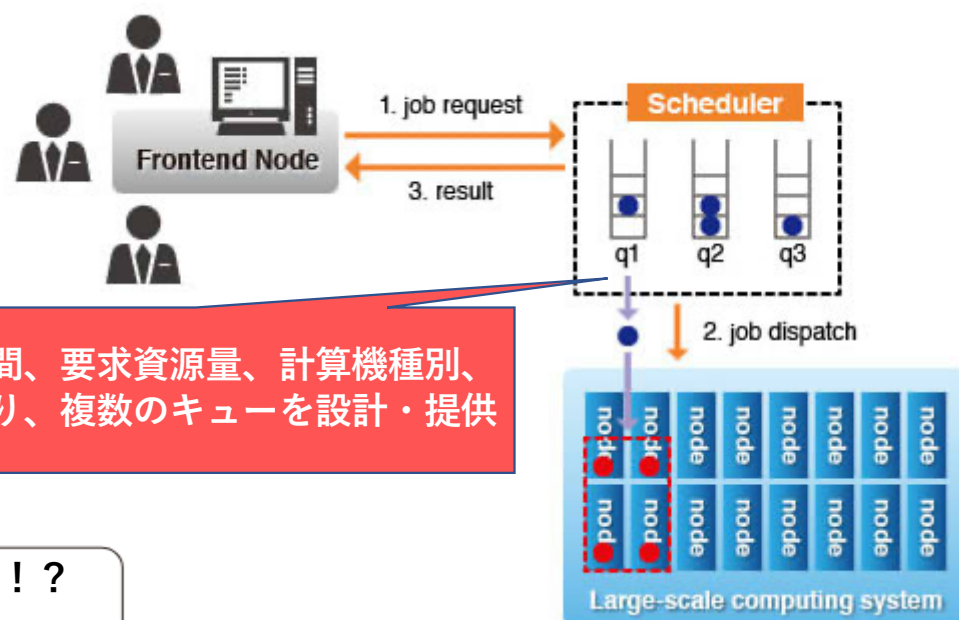 1. job request
Scheduler
Frontend Node
3. result
q1
q2
q3
2. job dispatch
間、要求資源量、計算機種別、
り、複数のキューを設計・提供
node node node node node node node node
node node node node node node node node
！？
Large-scale computing system